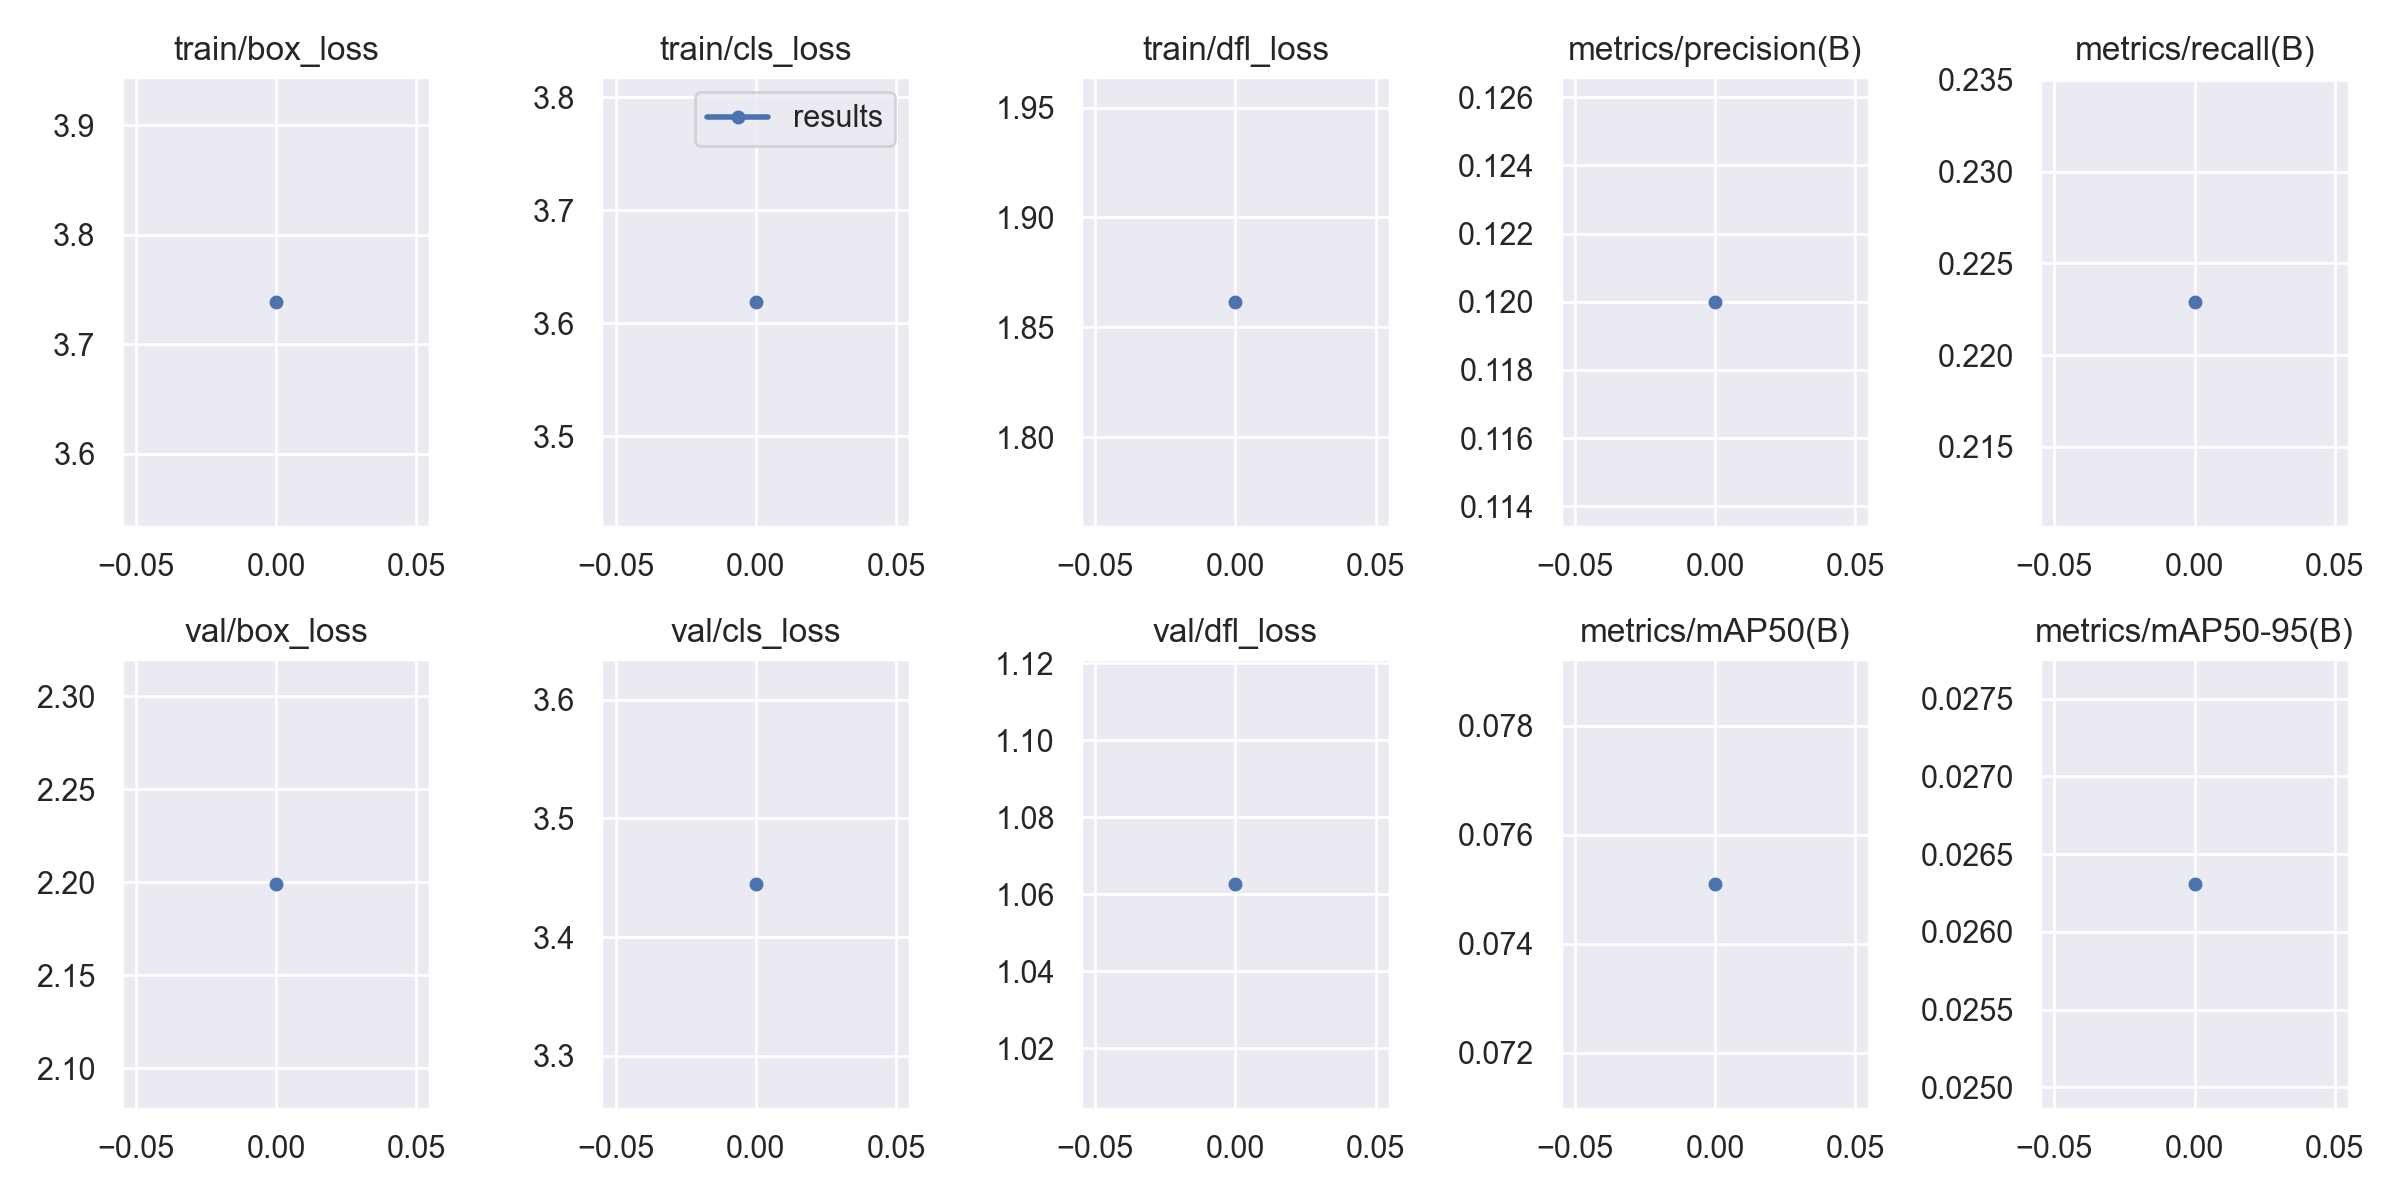 train/box_loss
3.9
3.8
3.7
3.6
−0.05 0.00 0.05
train/cls_loss
results
3.8
3.7
3.6
3.5
−0.05 0.00 0.05
train/dfl_loss
1.95
1.90
1.85
1.80
−0.05 0.00 0.05
metrics/precision(B)
0.126
0.124
0.122
0.120
0.118
0.116
0.114
−0.05 0.00 0.05
metrics/recall(B)
0.235
0.230
0.225
0.220
0.215
−0.05 0.00 0.05
val/box_loss
2.30
2.25
2.20
2.15
2.10
−0.05 0.00 0.05
val/cls_loss
3.6
3.5
3.4
3.3
−0.05 0.00 0.05
val/dfl_loss
1.12
1.10
1.08
1.06
1.04
1.02
−0.05 0.00 0.05
metrics/mAP50(B)
0.078
0.076
0.074
0.072
−0.05 0.00 0.05
metrics/mAP50-95(B)
0.0275
0.0270
0.0265
0.0260
0.0255
0.0250
−0.05 0.00 0.05